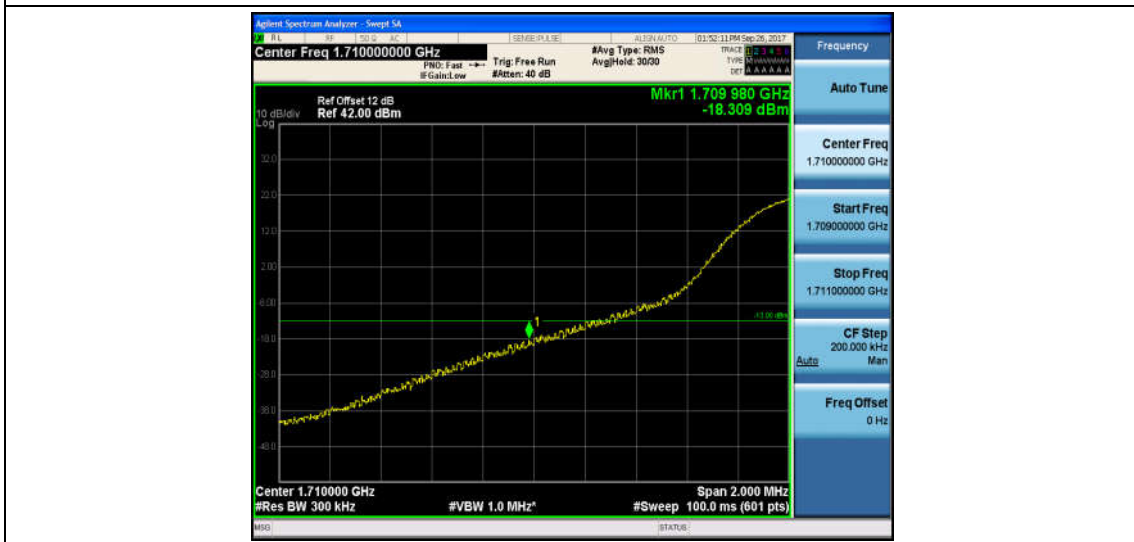 Agilent Spectrum Analyzer - Swept SA
RL RF 50 Ω AC SENSE:PULSE ALIGN AUTO 01:52:11 PM Sep 26, 2017
Center Freq 1.710000000 GHz
PNO: Fast
IFGain:Low
Trig: Free Run
#Atten: 40 dB
#Avg Type: RMS
Avg|Hold: 30/30
TRACE 1 2 3 4 5 6
TYPE
DET A A A A A A
Frequency
Mkr1 1.709 980 GHz
-18.309 dBm
Ref Offset 12 dB
10 dB/div Ref 42.00 dBm
Log
32.0
22.0
12.0
2.00
-8.00
-18.0
-28.0
-38.0
-48.0
1
-13.00 dBm
Center 1.710000 GHz Span 2.000 MHz
#Res BW 300 kHz #VBW 1.0 MHz* #Sweep 100.0 ms (601 pts)
Auto Tune
Center Freq
1.710000000 GHz
Start Freq
1.709000000 GHz
Stop Freq
1.711000000 GHz
CF Step
200.000 kHz
Auto Man
Freq Offset
0 Hz
MSG STATUS